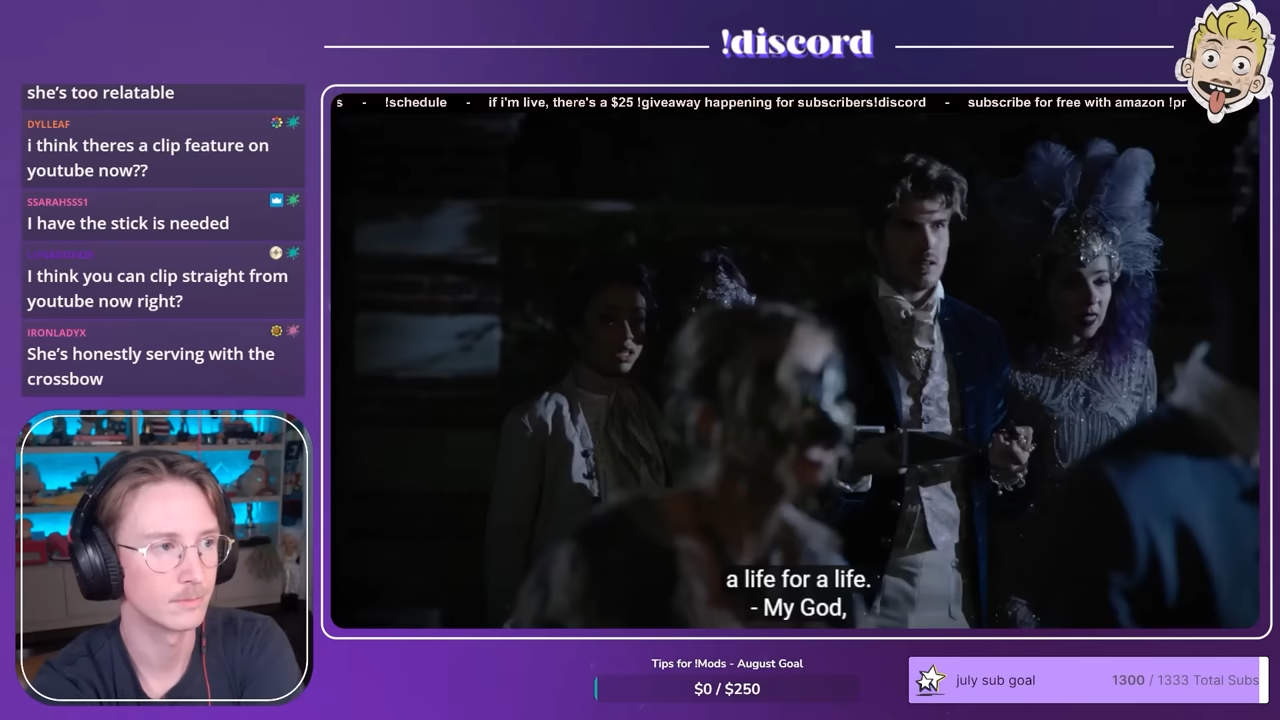 !discord
s - !schedule - if i'm live, there's a $25 !giveaway happening for subscribers!discord - subscribe for free with amazon !pr
she's too relatable
DYLLEAF
i think theres a clip feature on
youtube now??
SSARAHSSS1
I have the stick is needed
I think you can clip straight from
youtube now right?
IRONLADYX
She's honestly serving with the
crossbow
a life for a life.
- My God,
Tips for !Mods - August Goal
$0 / $250
july sub goal
1300 / 1333 Total Subs